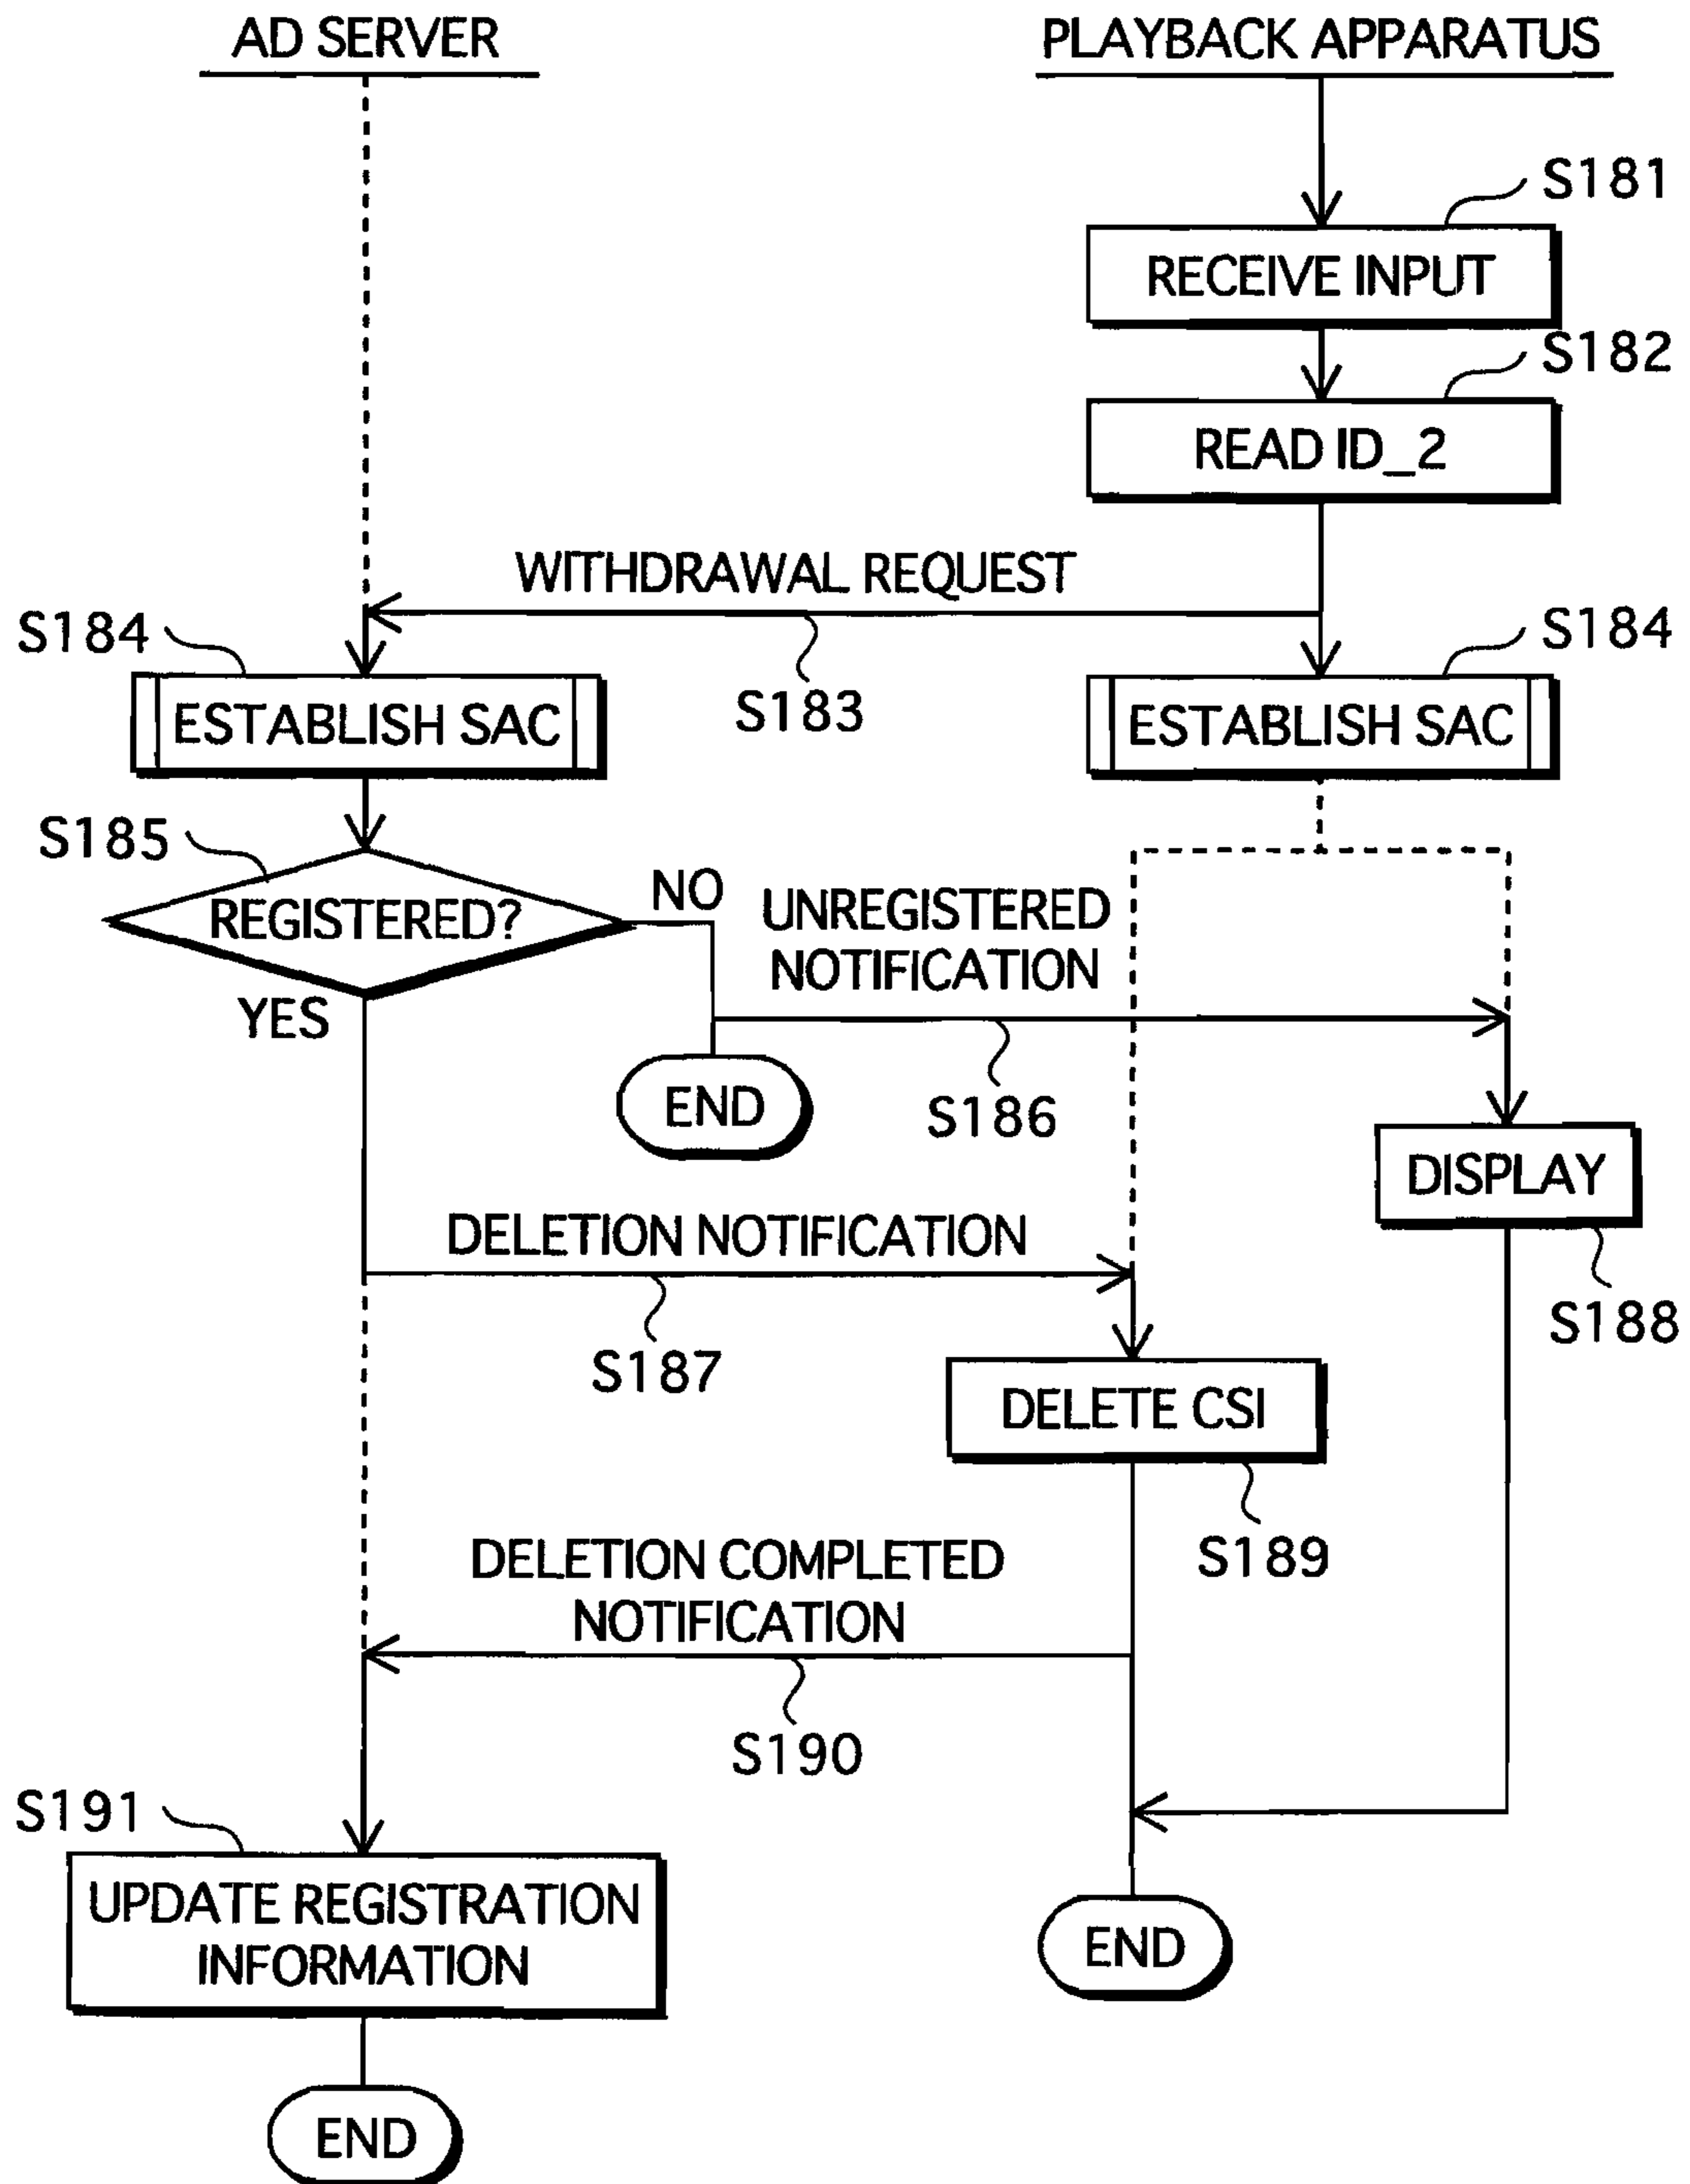 AD SERVER
PLAYBACK APPARATUS
S181
RECEIVE INPUT
S182
READ ID_2
WITHDRAWAL REQUEST
S183
S184
ESTABLISH SAC
S184
ESTABLISH SAC
S185
REGISTERED?
NO
YES
UNREGISTERED
NOTIFICATION
S186
END
DISPLAY
S188
DELETION NOTIFICATION
S187
DELETE CSI
S189
DELETION COMPLETED
NOTIFICATION
S190
S191
UPDATE REGISTRATION
INFORMATION
END
END